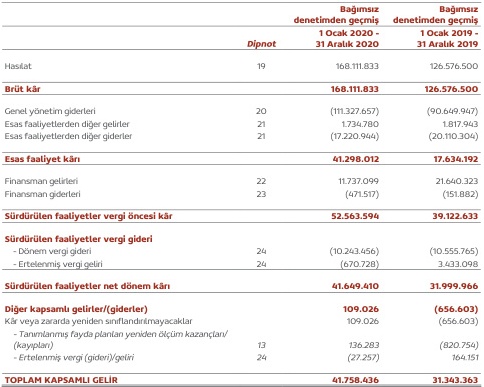 Bağımsız Bağımsız
denetimden geçmiş denetimden geçmiş
1 Ocak 2020 - 1 Ocak 2019 -
Dipnot 31 Aralık 2020 31 Aralık 2019
Hasılat 19 168.111.833 126.576.500
Brüt kâr 168.111.833 126.576.500
Genel yönetim giderleri 20 (111.327.657) (90.649.947)
Esas faaliyetlerden diğer gelirler 21 1.734.780 1.817.943
Esas faaliyetlerden diğer giderler 21 (17.220.944) (20.110.304)
Esas faaliyet kârı 41.298.012 17.634.192
Finansman gelirleri 22 11.737.099 21.640.323
Finansman giderleri 23 (471.517) (151.882)
Sürdürülen faaliyetler vergi öncesi kâr 52.563.594 39.122.633
Sürdürülen faaliyetler vergi gideri
- Dönem vergi gideri 24 (10.243.456) (10.555.765)
- Ertelenmiş vergi geliri 24 (670.728) 3.433.098
Sürdürülen faaliyetler net dönem kârı 41.649.410 31.999.966
Diğer kapsamlı gelirler/(giderler) 109.026 (656.603)
Kâr veya zararda yeniden sınıflandırılmayacaklar 109.026 (656.603)
- Tanımlanmış fayda planları yeniden ölçüm kazançları/
(kayıpları) 13 136.283 (820.754)
- Ertelenmiş vergi (gideri)/geliri 24 (27.257) 164.151
TOPLAM KAPSAMLI GELİR 41.758.436 31.343.363